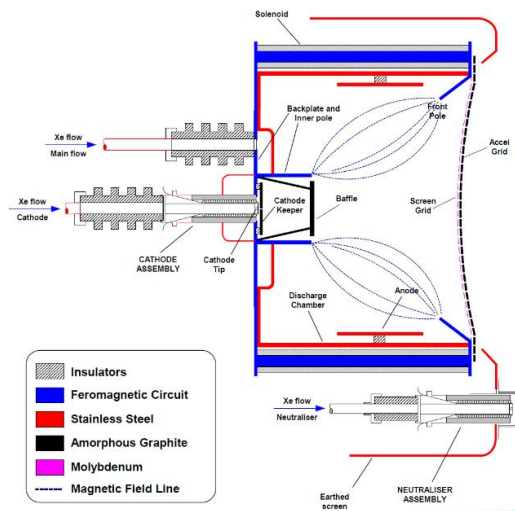 Solenoid
Backplate and
Inner pole
Front
Pole
Xe flow
Main flow
Accel
Grid
Screen
Grid
Xe flow
Cathode
Cathode
Keeper
Baffle
CATHODE
ASSEMBLY
Cathode
Tip
Discharge
Chamber
Anode
Insulators
Feromagnetic Circuit
Stainless Steel
Amorphous Graphite
Molybdenum
Magnetic Field Line
Xe flow
Neutraliser
Earthed
screen
NEUTRALISER
ASSEMBLY